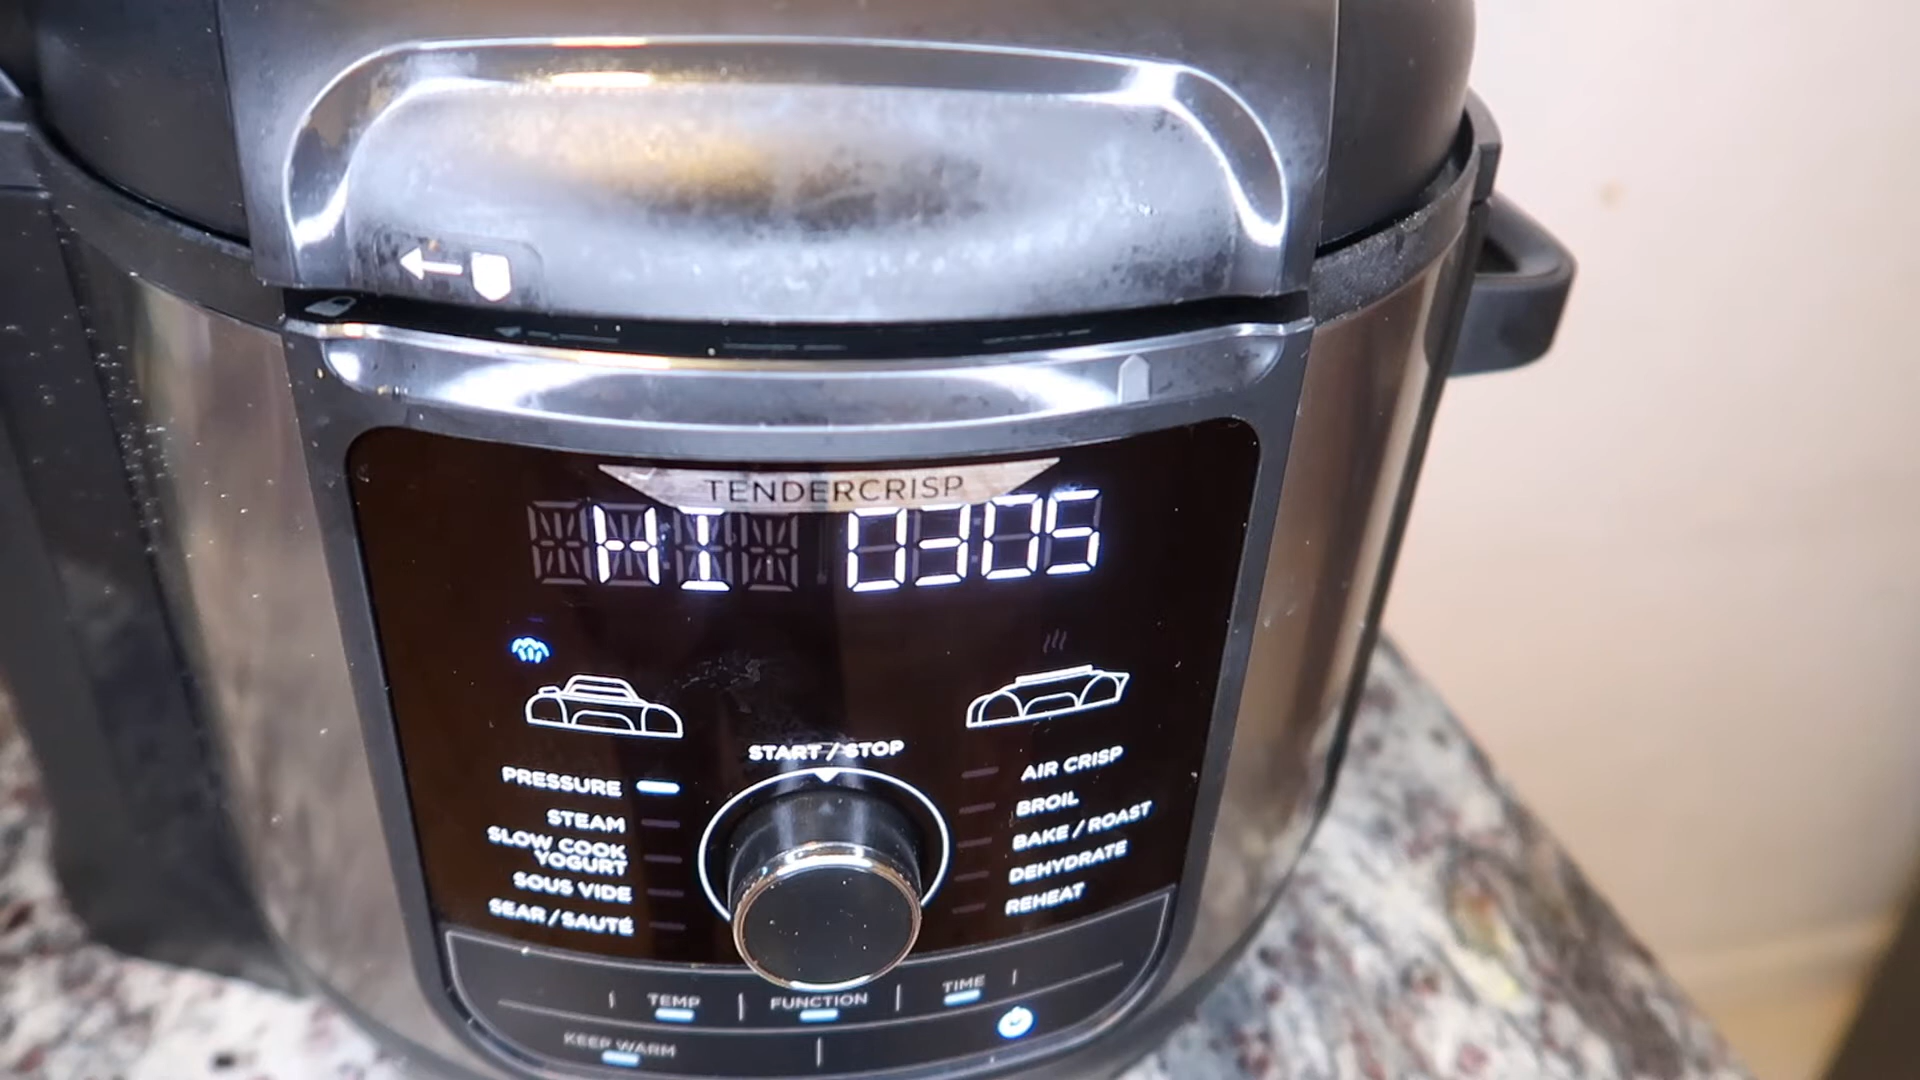 TENDERCRISP
HI 0305
START / STOP
PRESSURE
STEAM
SLOW COOK
YOGURT
SOUS VIDE
SEAR / SAUTÉ
AIR CRISP
BROIL
BAKE / ROAST
DEHYDRATE
REHEAT
TEMP
FUNCTION
TIME
KEEP WARM